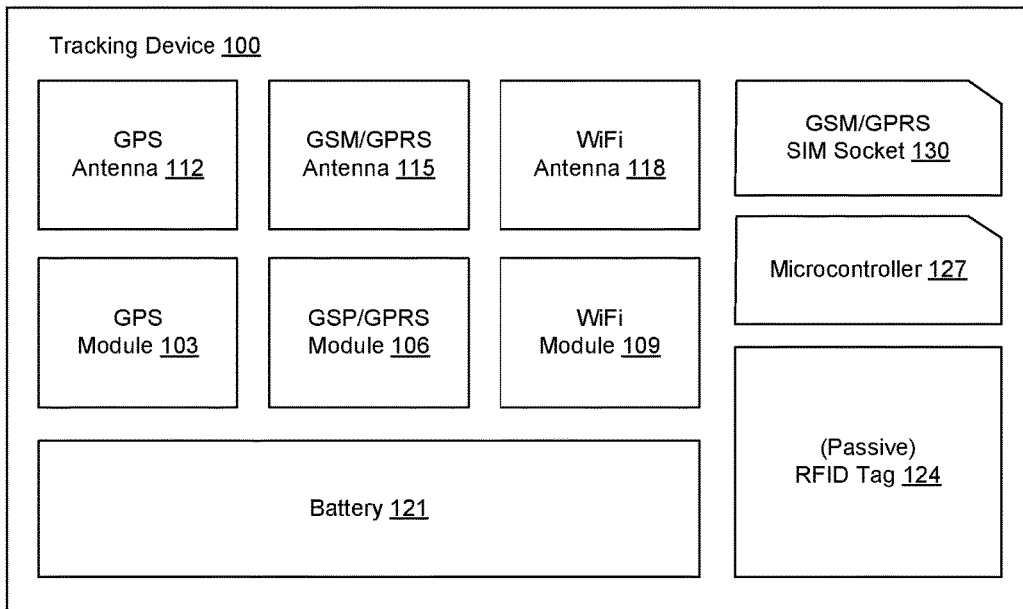 Tracking Device 100
GPS
Antenna 112
GSM/GPRS
Antenna 115
WiFi
Antenna 118
GSM/GPRS
SIM Socket 130
Microcontroller 127
GPS
Module 103
GSP/GPRS
Module 106
WiFi
Module 109
(Passive)
RFID Tag 124
Battery 121